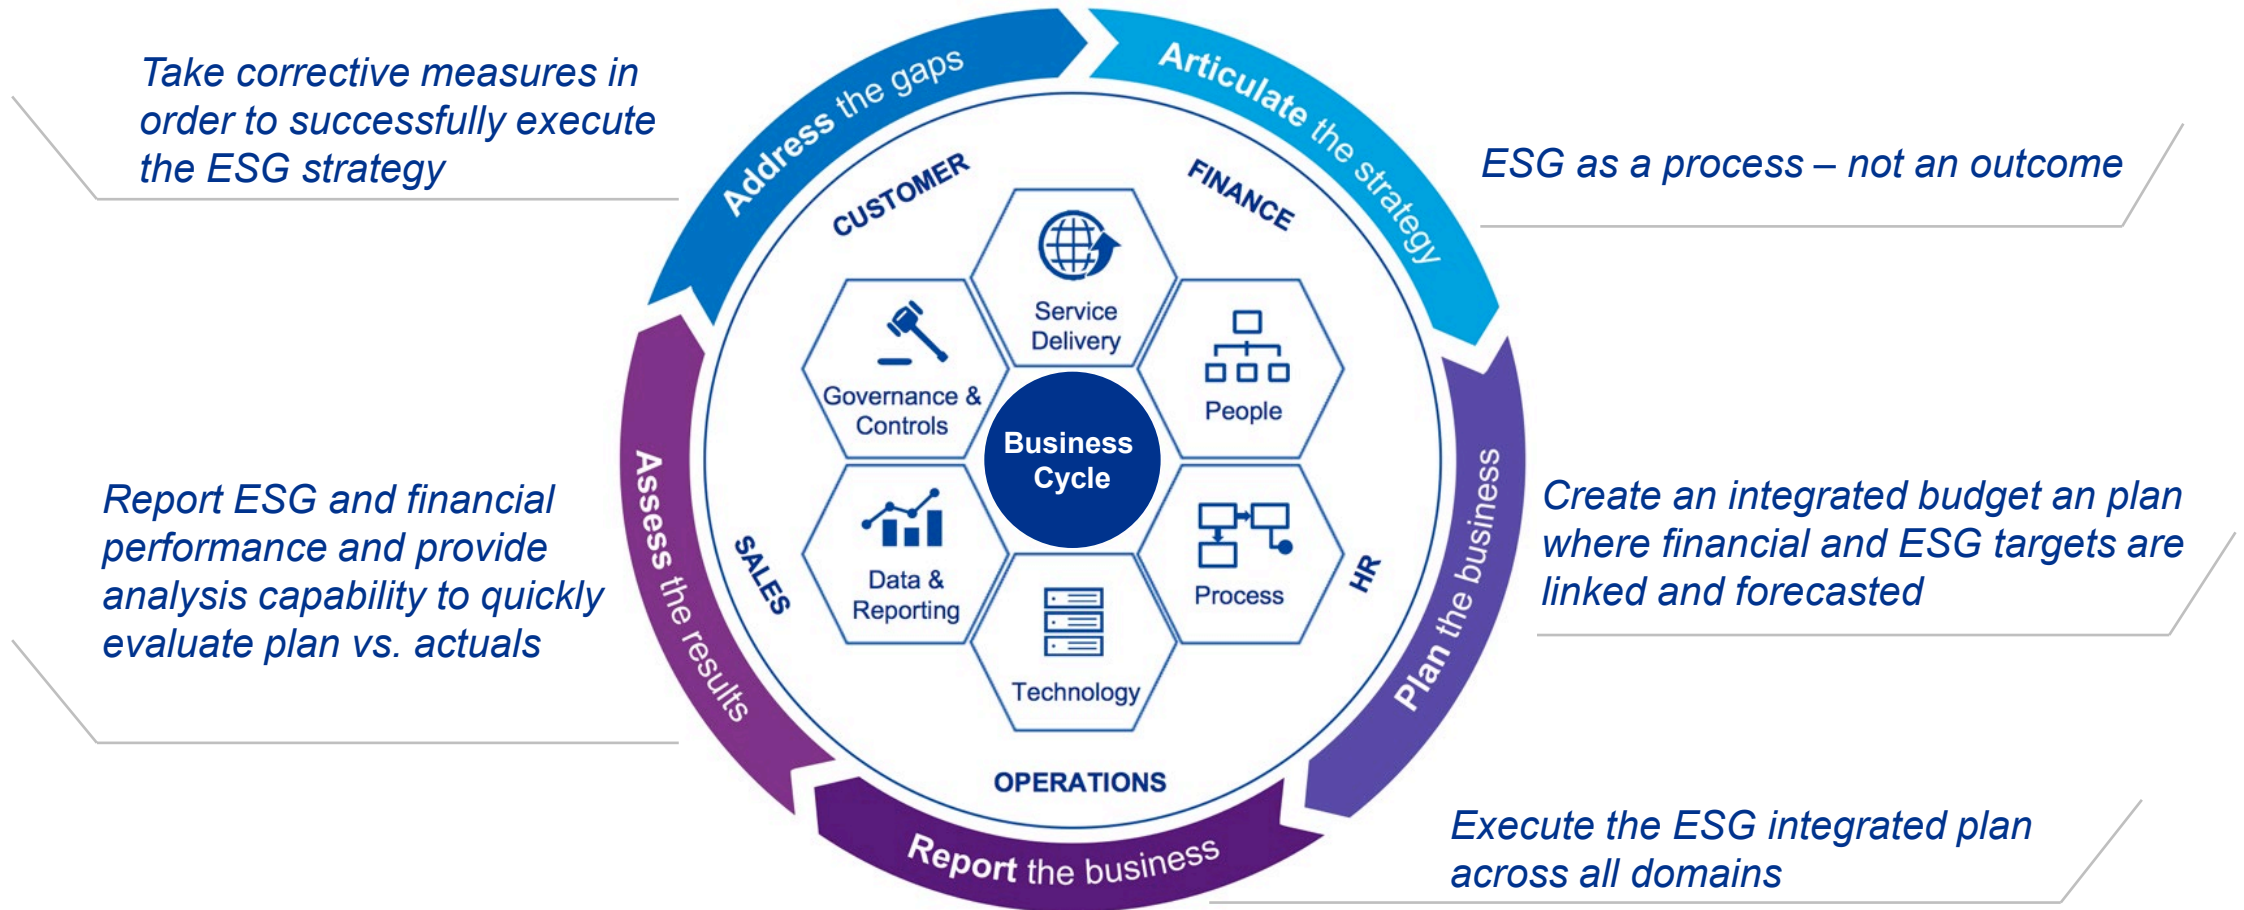 Take corrective measures in
order to successfully execute
the ESG strategy
Address the gaps
Articulate the strategy
ESG as a process – not an outcome
CUSTOMER
FINANCE
Service
Delivery
Governance &
Controls
People
Business
Cycle
Report ESG and financial
performance and provide
analysis capability to quickly
evaluate plan vs. actuals
Assess the results
SALES
Data &
Reporting
Technology
Process
HR
Plan the business
Create an integrated budget an plan
where financial and ESG targets are
linked and forecasted
OPERATIONS
Report the business
Execute the ESG integrated plan
across all domains